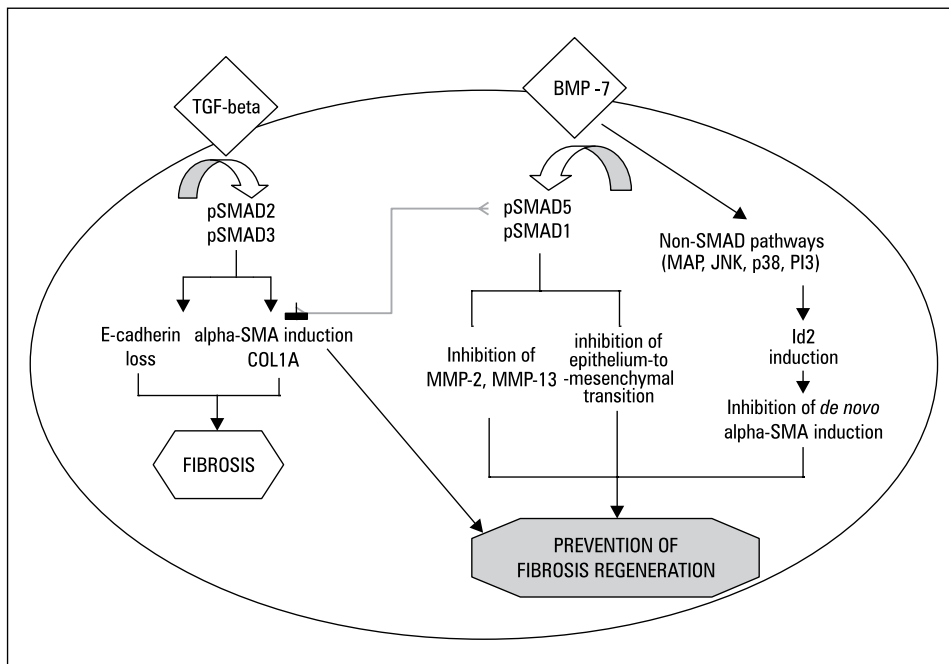 TGF-beta
BMP -7
pSMAD2
pSMAD3
pSMAD5
pSMAD1
Non-SMAD pathways
(MAP, JNK, p38, PI3)
E-cadherin
loss
alpha-SMA induction
COL1A
Inhibition of
MMP-2, MMP-13
inhibition of
epithelium-to
-mesenchymal
transition
Id2
induction
Inhibition of de novo
alpha-SMA induction
FIBROSIS
PREVENTION OF
FIBROSIS REGENERATION